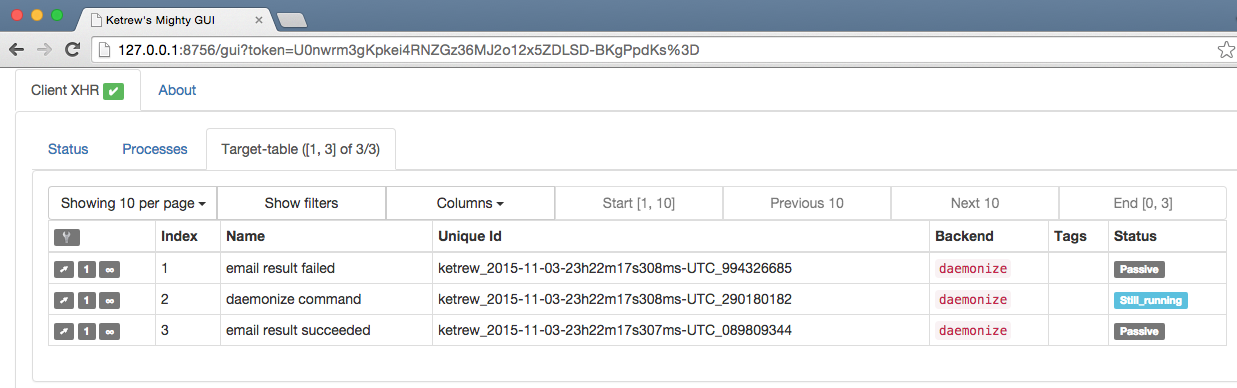 Ketrew's Mighty GUI
127.0.0.1:8756/gui?token=U0nwrm3gKpkei4RNZGz36MJ2o12x5ZDLSD-BKgPpdKs%3D
Client XHR ✔ About
Status Processes Target-table ([1, 3] of 3/3)
Showing 10 per page Show filters Columns Start [1, 10] Previous 10 Next 10 End [0, 3]
Index Name Unique Id Backend Tags Status
1 ∞ 1 email result failed ketrew_2015-11-03-23h22m17s308ms-UTC_994326685 daemonize Passive
1 ∞ 2 daemonize command ketrew_2015-11-03-23h22m17s308ms-UTC_290180182 daemonize Still_running
1 ∞ 3 email result succeeded ketrew_2015-11-03-23h22m17s307ms-UTC_089809344 daemonize Passive